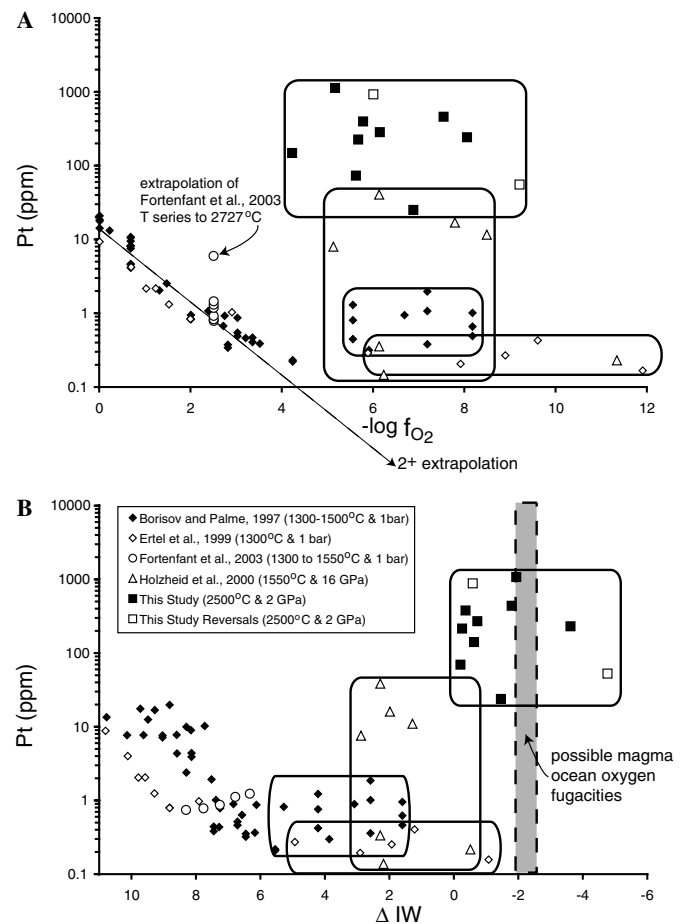 A
10000
1000
100
10
1
0.1
Pt (ppm)
extrapolation of
Fortenfant et al., 2003
T series to 2727°C
0
2
4
6
8
10
12
-log fO2
2+ extrapolation
B
10000
1000
100
10
1
0.1
Pt (ppm)
Borisov and Palme, 1997 (1300-1500°C & 1bar)
Ertel et al., 1999 (1300°C & 1 bar)
Fortenfant et al., 2003 (1300 to 1550°C & 1 bar)
Holzheid et al., 2000 (1550°C & 16 GPa)
This Study (2500°C & 2 GPa)
This Study Reversals (2500°C & 2 GPa)
possible magma
ocean oxygen
fugacities
10
8
6
4
2
0
-2
-4
-6
Δ IW